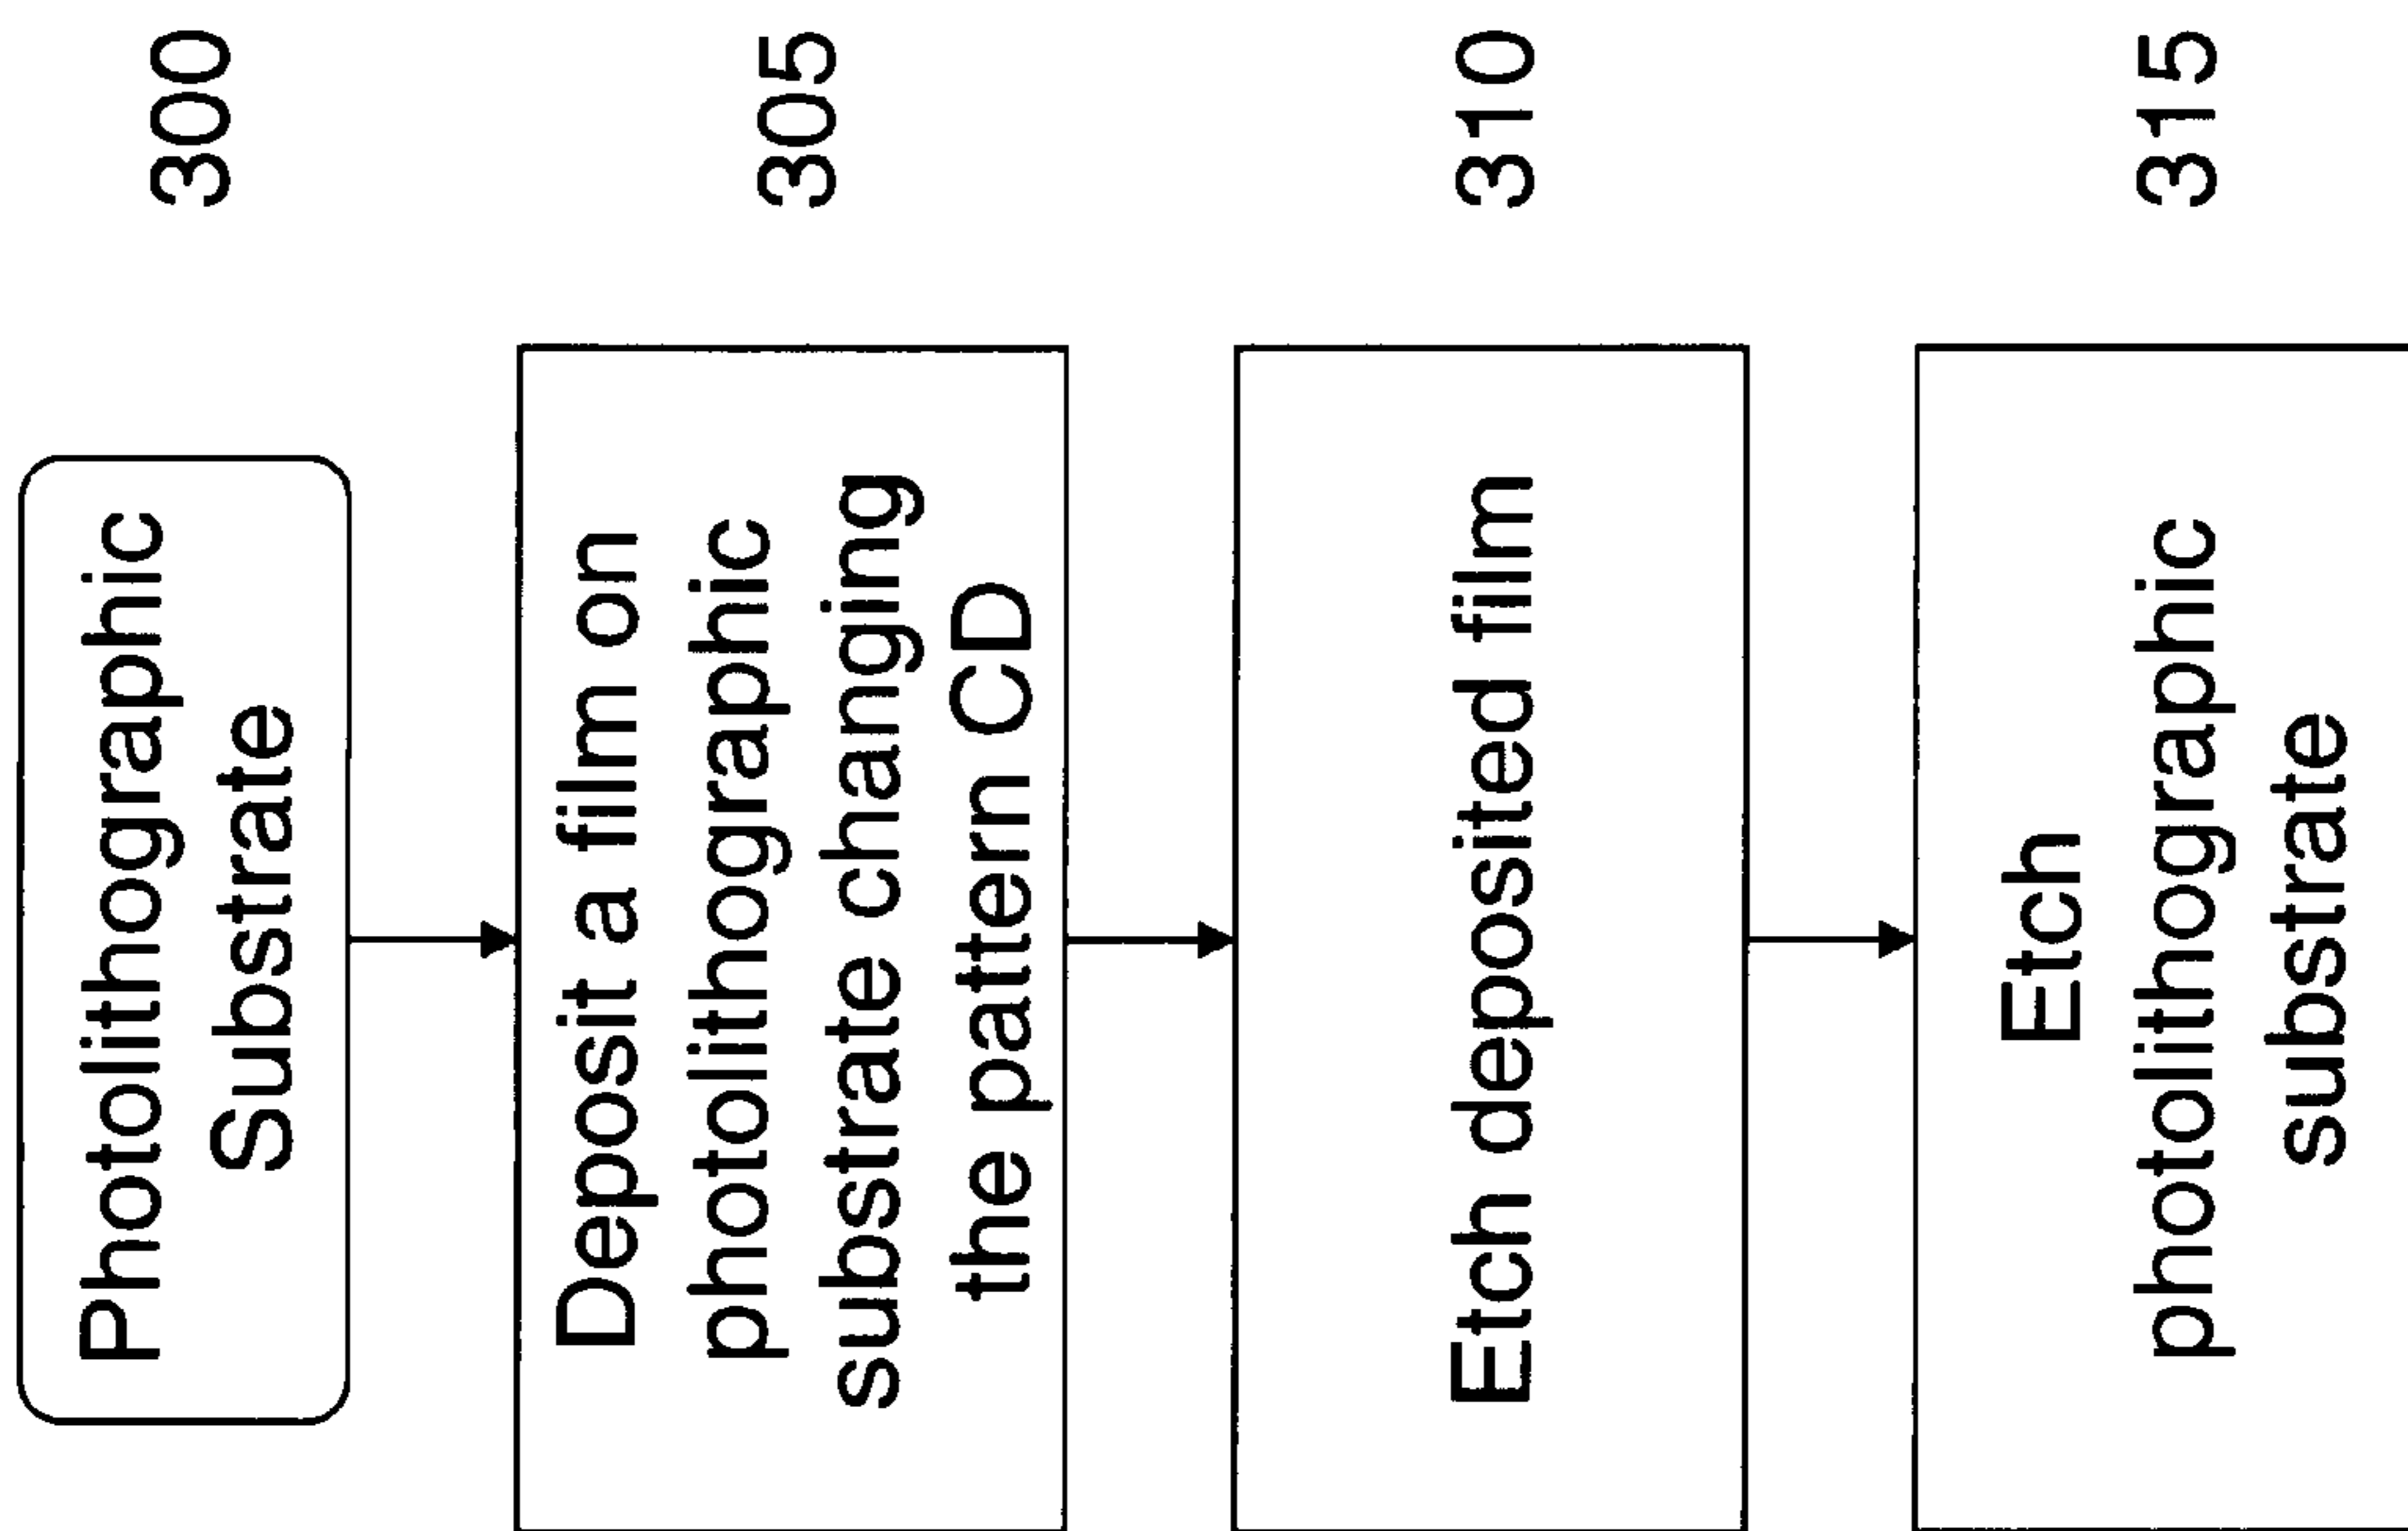 Photolithographic
Substrate
300
Deposit a film on
photolithographic
substrate changing
the pattern CD
305
Etch deposited film
310
Etch
photolithographic
substrate
315